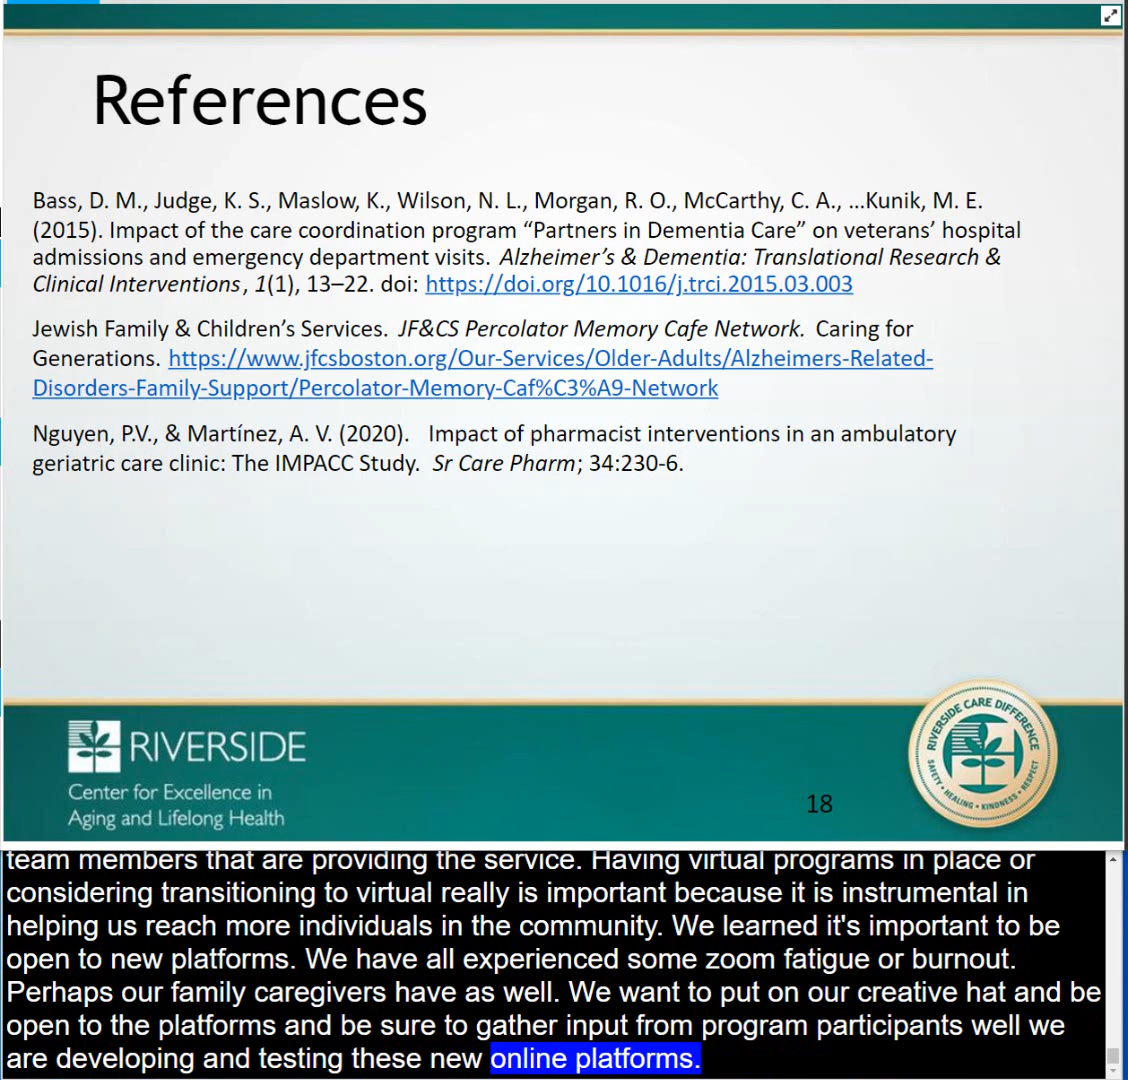 References
Bass, D. M., Judge, K. S., Maslow, K., Wilson, N. L., Morgan, R. O., McCarthy, C. A., ...Kunik, M. E.
(2015). Impact of the care coordination program “Partners in Dementia Care” on veterans’ hospital
admissions and emergency department visits. Alzheimer’s & Dementia: Translational Research &
Clinical Interventions, 1(1), 13–22. doi: https://doi.org/10.1016/j.trci.2015.03.003
Jewish Family & Children’s Services. JF&CS Percolator Memory Cafe Network. Caring for
Generations. https://www.jfcsboston.org/Our-Services/Older-Adults/Alzheimers-Related-
Disorders-Family-Support/Percolator-Memory-Caf%C3%A9-Network
Nguyen, P.V., & Martínez, A. V. (2020). Impact of pharmacist interventions in an ambulatory
geriatric care clinic: The IMPACC Study. Sr Care Pharm; 34:230-6.
RIVERSIDE
Center for Excellence in
Aging and Lifelong Health
18
RIVERSIDE CARE DIFFERENCE
SAFETY • HEALING • KINDNESS • RESPECT
team members that are providing the service. Having virtual programs in place or
considering transitioning to virtual really is important because it is instrumental in
helping us reach more individuals in the community. We learned it's important to be
open to new platforms. We have all experienced some zoom fatigue or burnout.
Perhaps our family caregivers have as well. We want to put on our creative hat and be
open to the platforms and be sure to gather input from program participants well we
are developing and testing these new online platforms.